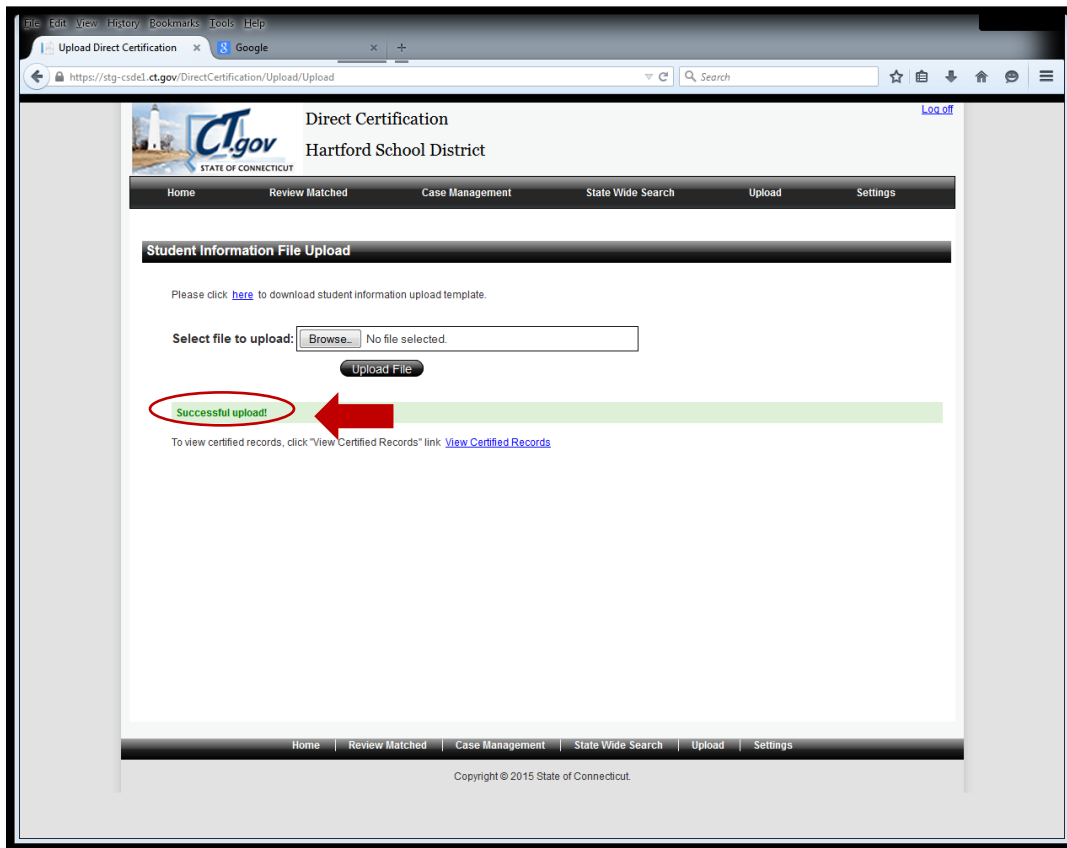 File Edit View History Bookmarks Tools Help
Upload Direct Certification × Google × +
https://stg-csde1.ct.gov/DirectCertification/Upload/Upload Search
Log off
CT.gov
STATE OF CONNECTICUT
Direct Certification
Hartford School District
Home Review Matched Case Management State Wide Search Upload Settings
Student Information File Upload
Please click here to download student information upload template.
Select file to upload: Browse... No file selected.
Upload File
Successful upload!
To view certified records, click "View Certified Records" link View Certified Records
Home | Review Matched | Case Management | State Wide Search | Upload | Settings
Copyright © 2015 State of Connecticut.